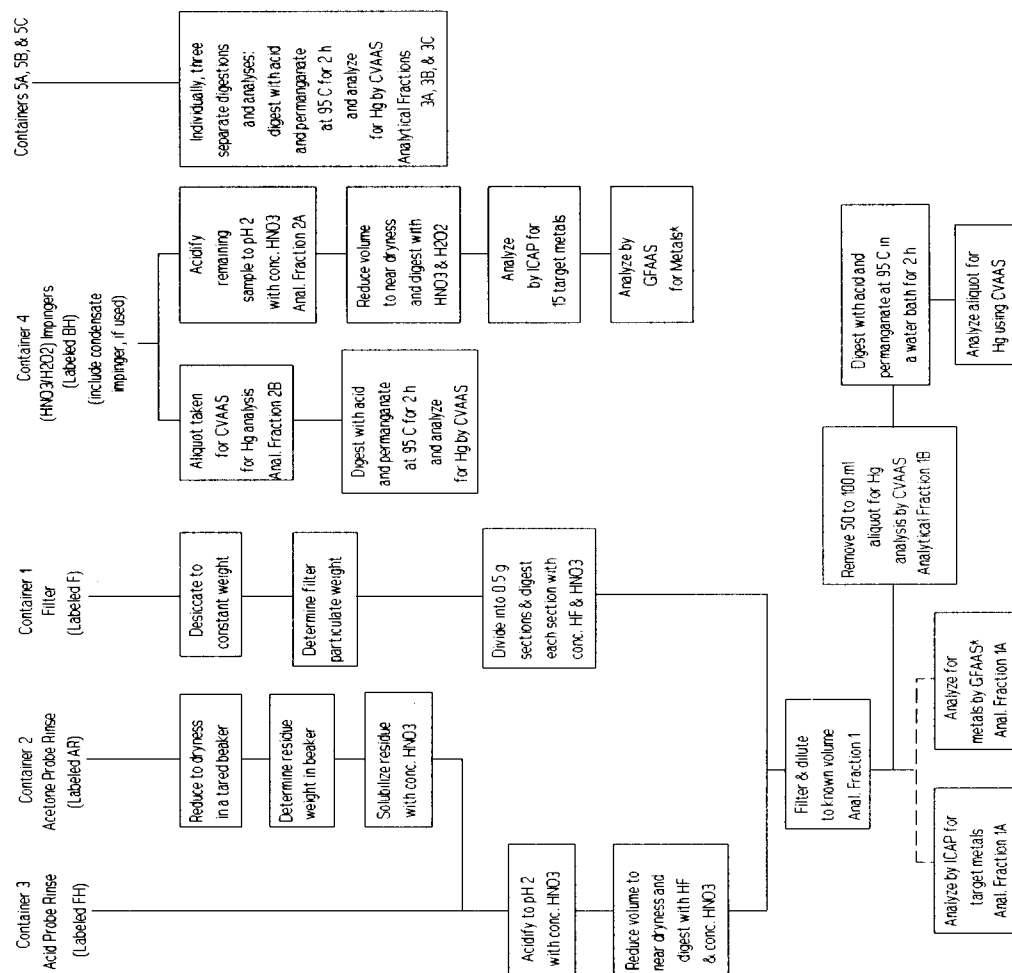 Container 3
Acid Probe Rinse
(Labeled FH)
Container 2
Acetone Probe Rinse
(Labeled AR)
Container 1
Filter
(Labeled F)
Container 4
(HNO3/H2O2) Impingers
(Labeled BH)
(include condensate
impinger, if used)
Containers 5A, 5B, & 5C
Reduce to dryness
in a tared beaker
Determine residue
weight in beaker
Solubilize residue
with conc. HNO3
Acidify to pH 2
with conc. HNO3
Reduce volume to
near dryness and
digest with HF
& conc. HNO3
Desiccate to
constant weight
Determine filter
particulate weight
Divide into 0.5 g
sections & digest
each section with
conc. HF & HNO3
Filter & dilute
to known volume
Anal. Fraction 1
Analyze by ICAP for
target metals
Anal. Fraction 1A
Analyze for
metals by GFAAS*
Anal. Fraction 1A
Remove 50 to 100 ml
aliquot for Hg
analysis by CVAAS
Analytical Fraction 1B
Digest with acid and
permanganate at 95 C in
a water bath for 2 h
Analyze aliquot for
Hg using CVAAS
Aliquot taken
for CVAAS
for Hg analysis
Anal. Fraction 2B
Digest with acid
and permanganate
at 95 C for 2 h
and analyze
for Hg by CVAAS
Acidify
remaining
sample to pH 2
with conc. HNO3
Anal. Fraction 2A
Reduce volume
to near dryness
and digest with
HNO3 & H2O2
Analyze
by ICAP for
15 target metals
Analyze by
GFAAS
for Metals*
Individually, three
separate digestions
and analyses:
digest with acid
and permanganate
at 95 C for 2 h
and analyze
for Hg by CVAAS
Analytical Fractions
3A, 3B, & 3C